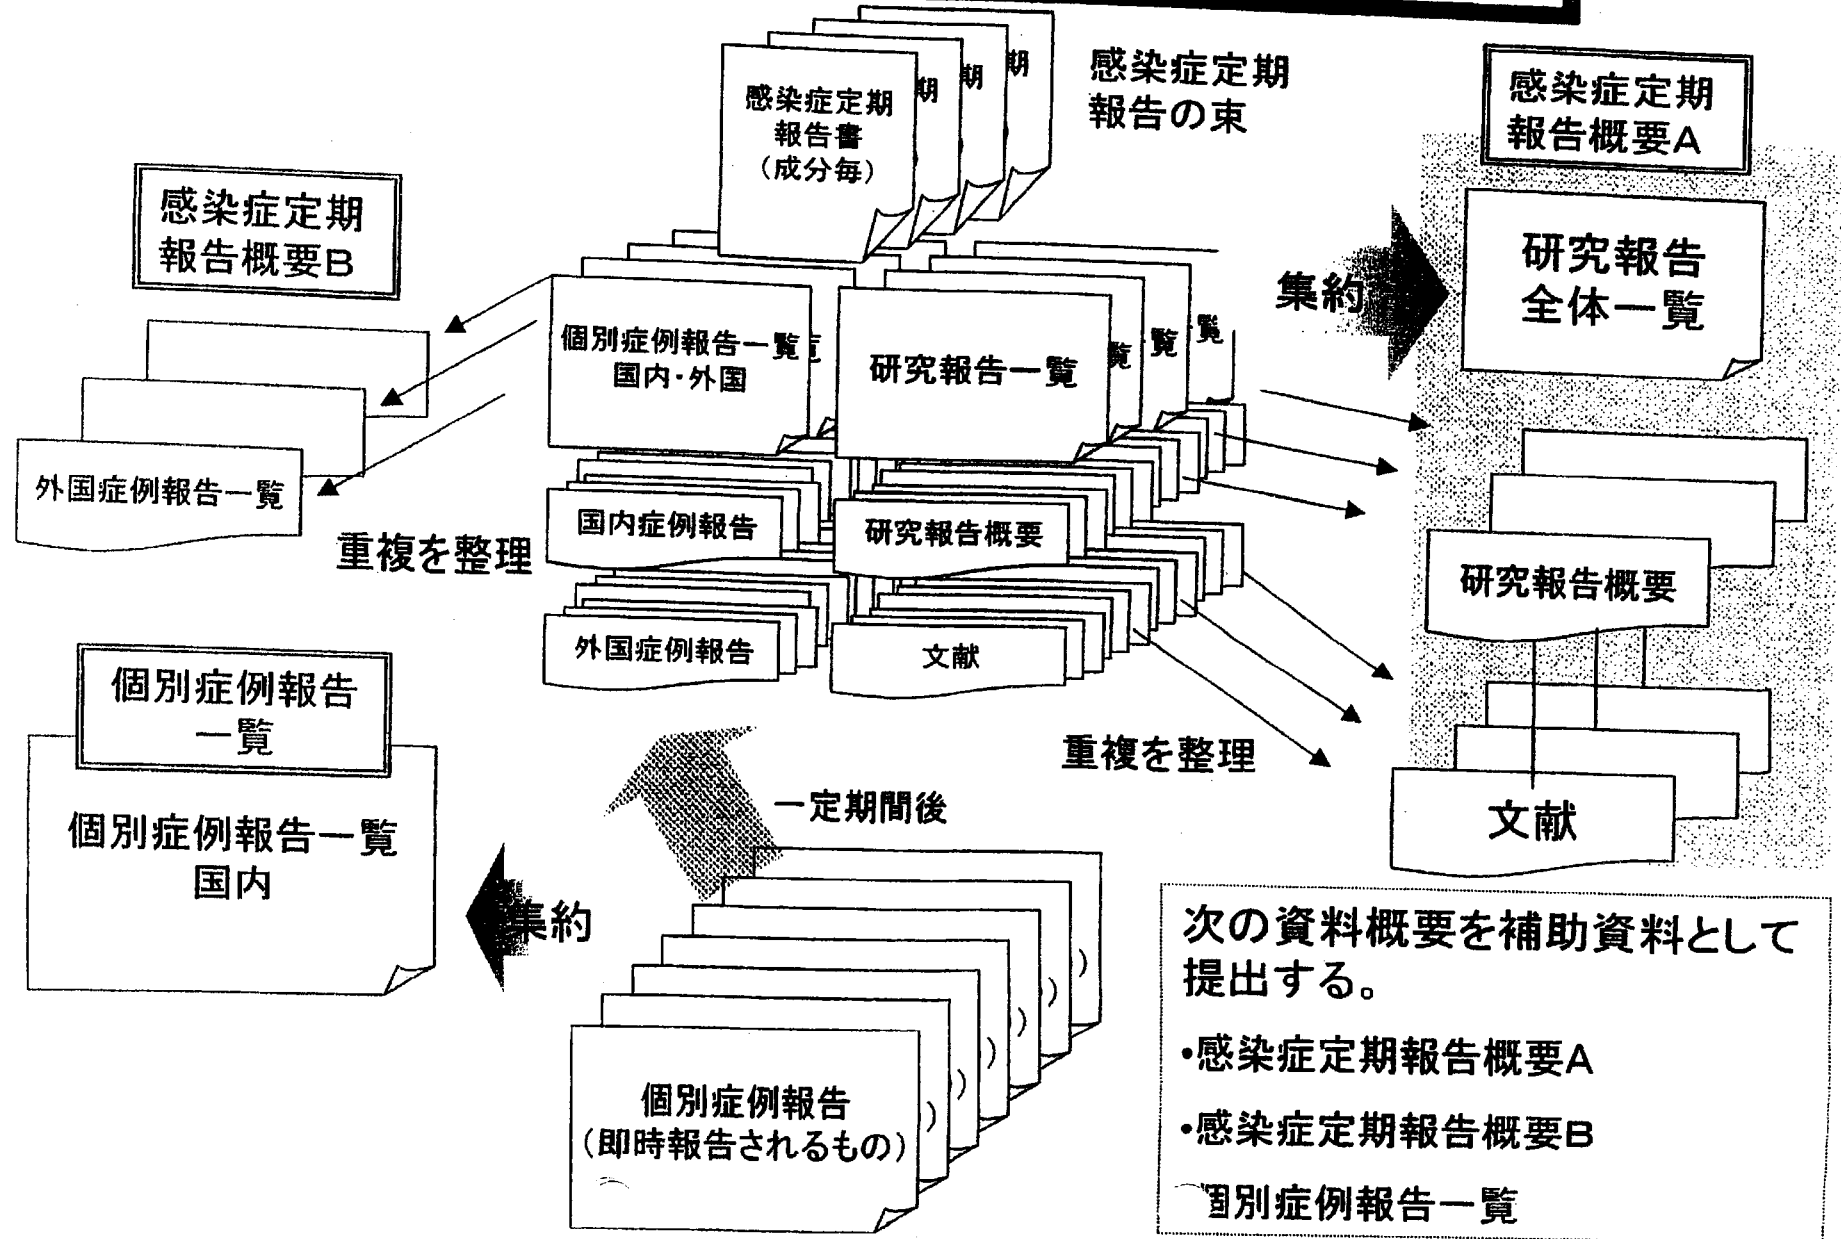 感染症定期
報告書
(成分毎)
期
期
期
感染症定期
報告の束
感染症定期
報告概要A
感染症定期
報告概要B
研究報告
全体一覧
集約
個別症例報告一覧
国内・外国
研究報告一覧
覧
覧
覧
外国症例報告一覧
重複を整理
国内症例報告
研究報告概要
研究報告概要
外国症例報告
文献
個別症例報告
一覧
重複を整理
文献
一定期間後
個別症例報告一覧
国内
集約
個別症例報告
(即時報告されるもの)
)
)
)
)
)
)
次の資料概要を補助資料として
提出する。
・感染症定期報告概要A
・感染症定期報告概要B
個別症例報告一覧